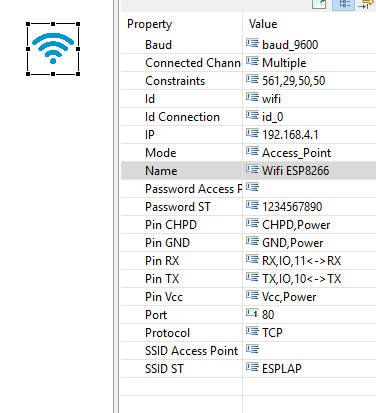 Property Value
Baud baud_9600
Connected Chann Multiple
Constraints 561,29,50,50
Id wifi
Id Connection id_0
IP 192.168.4.1
Mode Access_Point
Name Wifi ESP8266
Password Access P
Password ST 1234567890
Pin CHPD CHPD,Power
Pin GND GND,Power
Pin RX RX,IO,11<->RX
Pin TX TX,IO,10<->TX
Pin Vcc Vcc,Power
Port 80
Protocol TCP
SSID Access Point
SSID ST ESPLAP